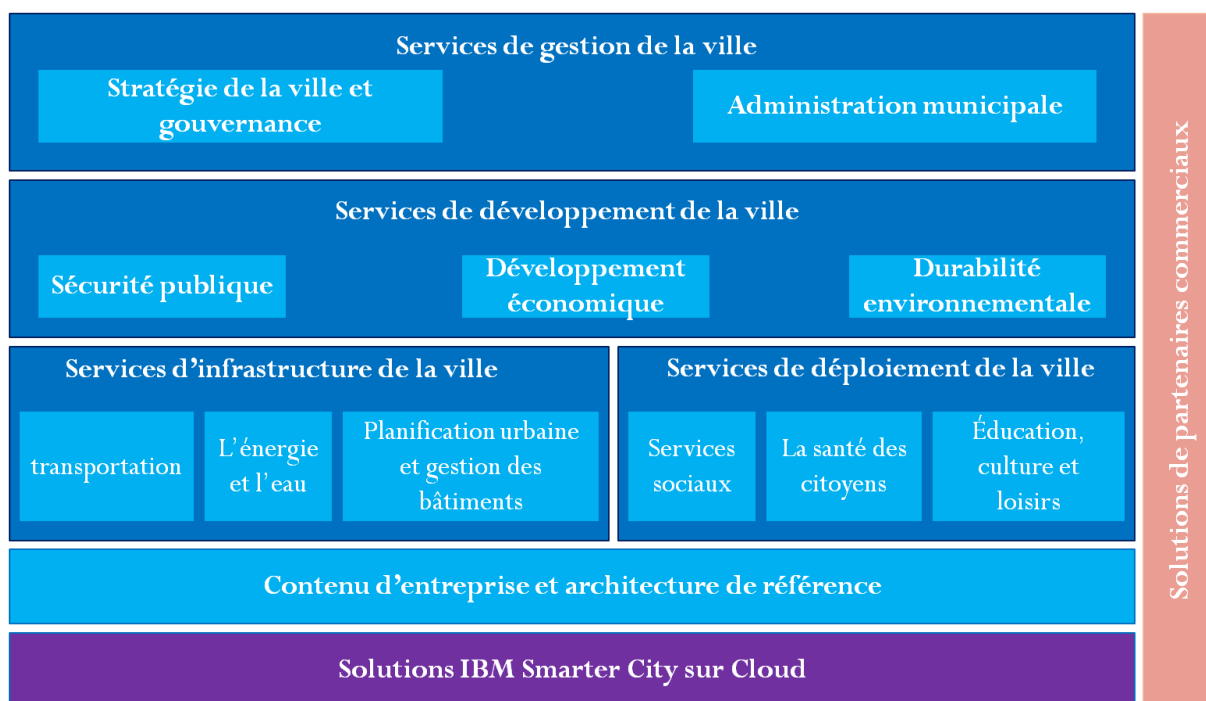 Services de gestion de la ville
Stratégie de la ville et
gouvernance
Administration municipale
Services de développement de la ville
Sécurité publique
Développement
économique
Durabilité
environnementale
Services d'infrastructure de la ville
transportation
L'énergie
et l'eau
Planification urbaine
et gestion des
bâtiments
Services de déploiement de la ville
Services
sociaux
La santé des
citoyens
Éducation,
culture et
loisirs
Contenu d'entreprise et architecture de référence
Solutions IBM Smarter City sur Cloud
Solutions de partenaires commerciaux